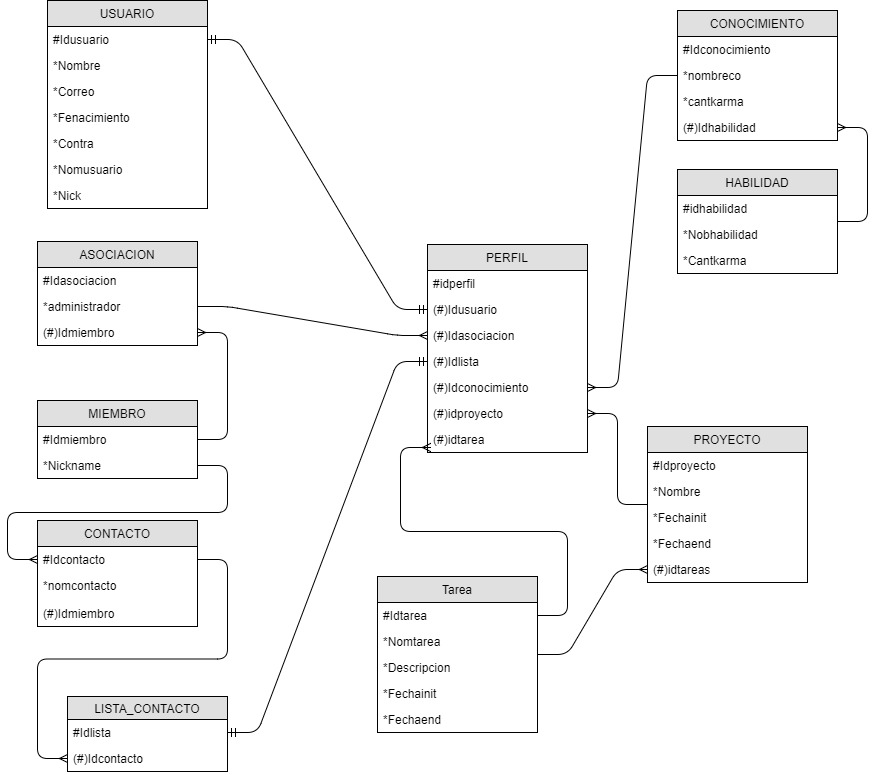 USUARIO
#Idusuario
*Nombre
*Correo
*Fenacimiento
*Contra
*Nomusuario
*Nick
CONOCIMIENTO
#Idconocimiento
*nombreco
*cantkarma
(#)Idhabilidad
HABILIDAD
#idhabilidad
*Nobhabilidad
*Cantkarma
ASOCIACION
#Idasociacion
*administrador
(#)Idmiembro
PERFIL
#idperfil
(#)Idusuario
(#)Idasociacion
(#)Idlista
(#)Idconocimiento
(#)idproyecto
(#)idtarea
MIEMBRO
#Idmiembro
*Nickname
PROYECTO
#Idproyecto
*Nombre
*Fechainit
*Fechaend
(#)idtareas
CONTACTO
#Idcontacto
*nomcontacto
(#)Idmiembro
Tarea
#Idtarea
*Nomtarea
*Descripcion
*Fechainit
*Fechaend
LISTA_CONTACTO
#Idlista
(#)Idcontacto